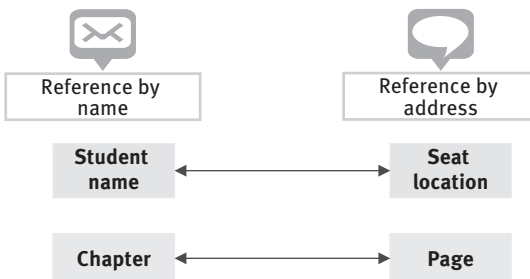 Reference by
name
Reference by
address
Student
name
Seat
location
Chapter
Page